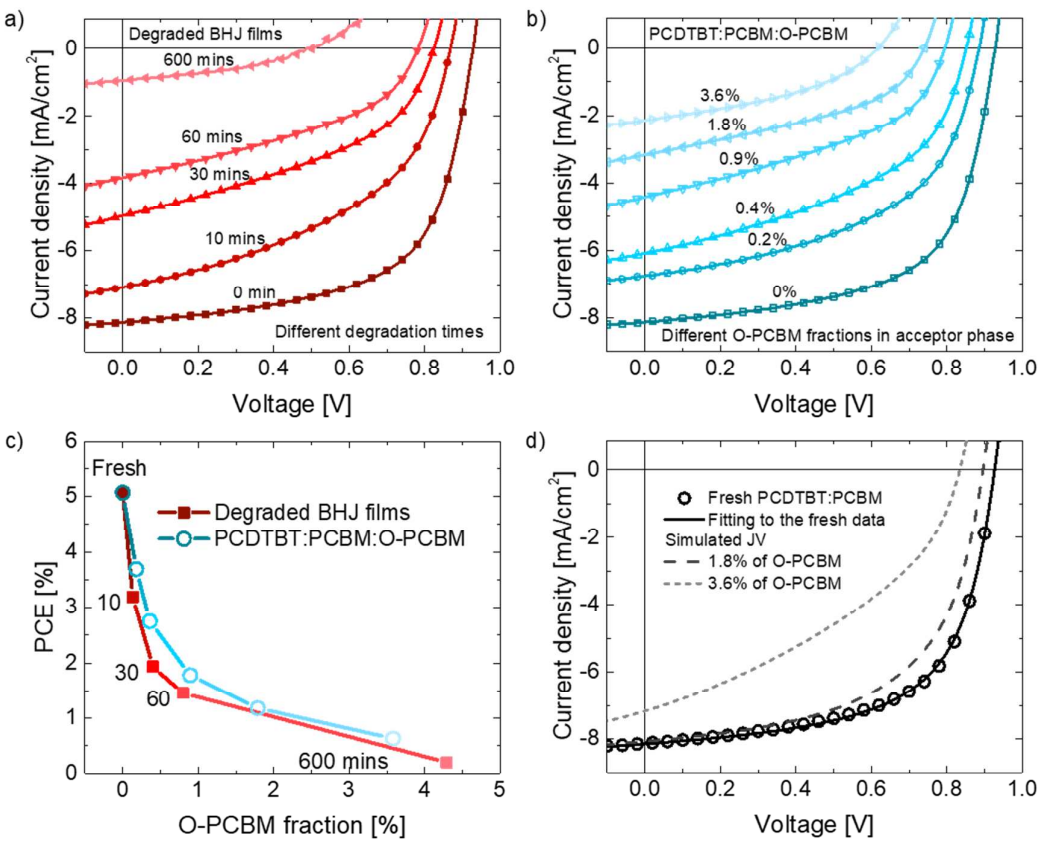 a)
Degraded BHJ films
600 mins
60 mins
30 mins
10 mins
0 min
Different degradation times
0
-2
-4
-6
-8
Current density [mA/cm²]
0.0 0.2 0.4 0.6 0.8 1.0
Voltage [V]
b)
PCDTBT:PCBM:O-PCBM
3.6%
1.8%
0.9%
0.4%
0.2%
0%
Different O-PCBM fractions in acceptor phase
0
-2
-4
-6
-8
Current density [mA/cm²]
0.0 0.2 0.4 0.6 0.8 1.0
Voltage [V]
c)
Fresh
Degraded BHJ films
PCDTBT:PCBM:O-PCBM
10
30
60
600 mins
6
5
4
3
2
1
0
PCE [%]
0 1 2 3 4 5
O-PCBM fraction [%]
d)
Fresh PCDTBT:PCBM
Fitting to the fresh data
Simulated JV
1.8% of O-PCBM
3.6% of O-PCBM
0
-2
-4
-6
-8
Current density [mA/cm²]
0.0 0.2 0.4 0.6 0.8 1.0
Voltage [V]